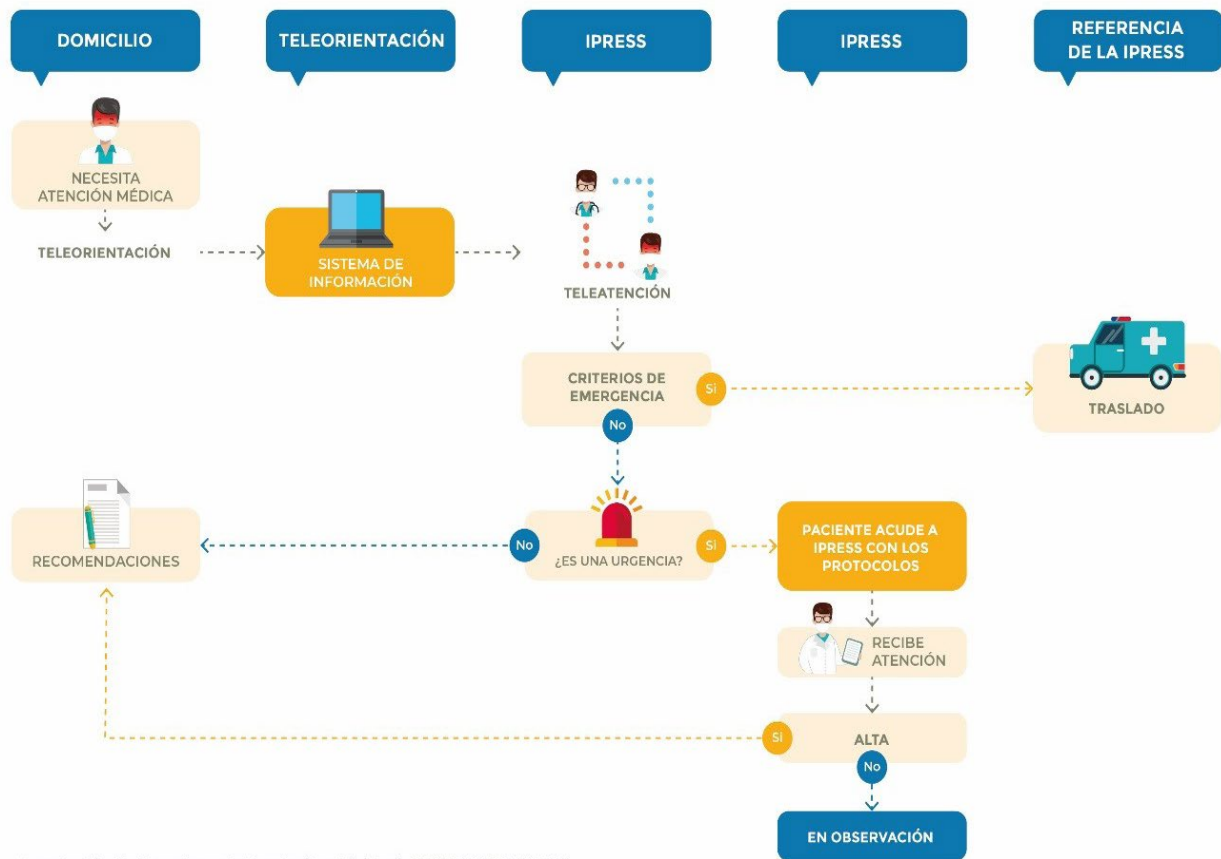 DOMICILIO
TELEORIENTACIÓN
IPRESS
IPRESS
REFERENCIA
DE LA IPRESS
NECESITA
ATENCIÓN MÉDICA
TELEORIENTACIÓN
SISTEMA DE
INFORMACIÓN
TELEATENCIÓN
CRITERIOS DE
EMERGENCIA
Si
No
TRASLADO
RECOMENDACIONES
No
¿ES UNA URGENCIA?
Si
PACIENTE ACUDE A
IPRESS CON LOS
PROTOCOLOS
RECIBE
ATENCIÓN
Si
ALTA
No
EN OBSERVACIÓN